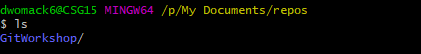 dwomack6@CSG15 MINGW64 /p/My Documents/repos
$ ls
GitWorkshop/